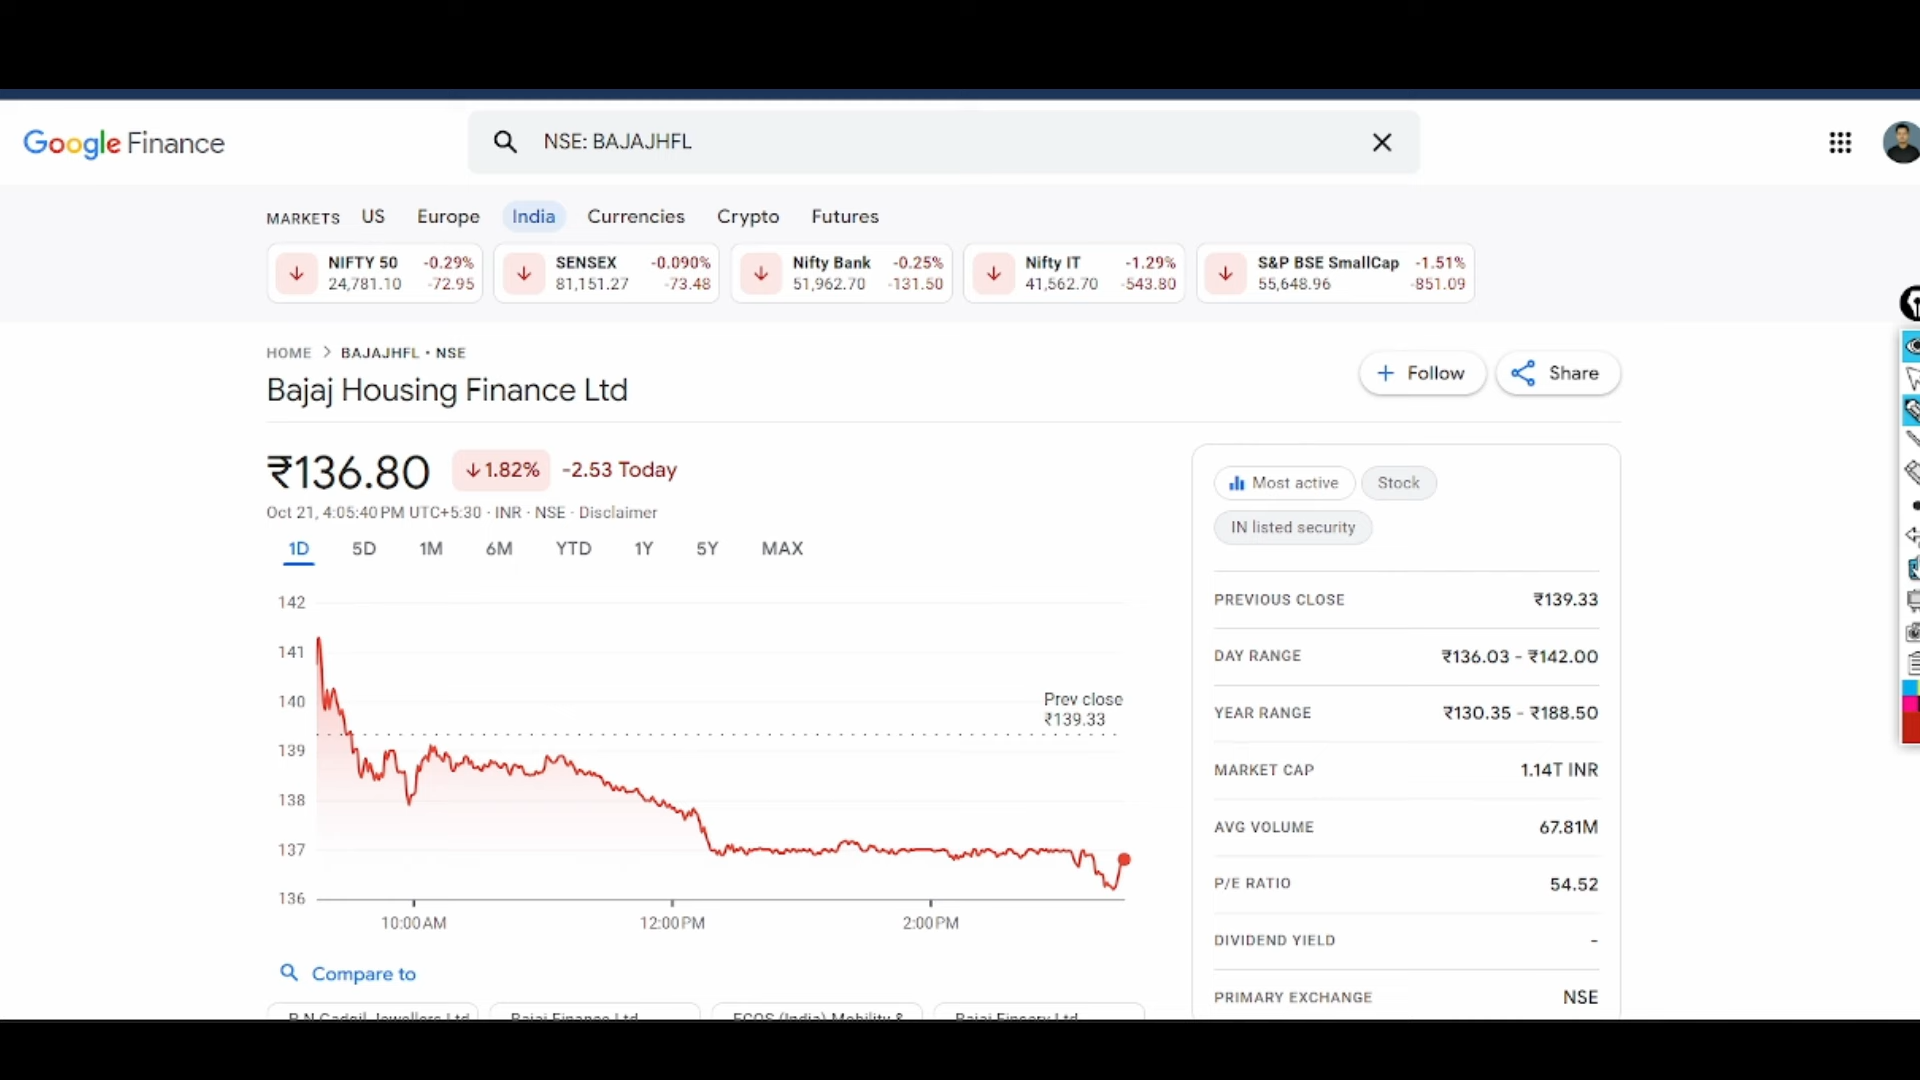 Google Finance
NSE: BAJAJHFL
MARKETS US Europe India Currencies Crypto Futures
NIFTY 50 -0.29% SENSEX -0.090% Nifty Bank -0.25% Nifty IT -1.29% S&P BSE SmallCap -1.51%
24,781.10 -72.95 81,151.27 -73.48 51,962.70 -131.50 41,562.70 -543.80 55,648.96 -851.09
HOME BAJAJHFL • NSE
Bajaj Housing Finance Ltd
Follow Share
₹136.80 1.82% -2.53 Today
Oct 21, 4:05:40 PM UTC+5:30 · INR · NSE · Disclaimer
1D 5D 1M 6M YTD 1Y 5Y MAX
142
141
140
139
138
137
136
Prev close
₹139.33
10:00 AM 12:00 PM 2:00 PM
Compare to
Bajaj Finance Ltd Bajaj Finserv Ltd
Most active Stock
IN listed security
PREVIOUS CLOSE ₹139.33
DAY RANGE ₹136.03 - ₹142.00
YEAR RANGE ₹130.35 - ₹188.50
MARKET CAP 1.14T INR
AVG VOLUME 67.81M
P/E RATIO 54.52
DIVIDEND YIELD -
PRIMARY EXCHANGE NSE